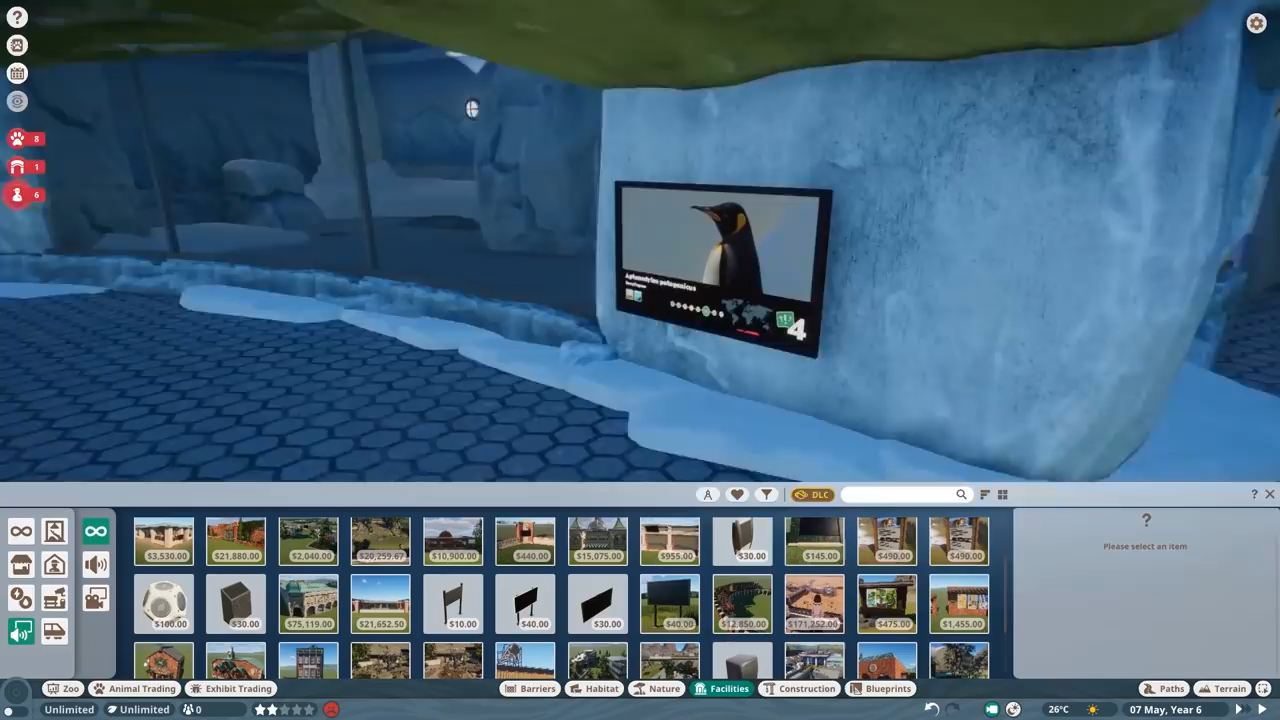 ?
8
1
6
Aptenodytes patagonicus
4
DLC
?
$3,530.00
$21,880.00
$2,040.00
$20,259.67
$10,900.00
$440.00
$15,075.00
$955.00
$30.00
$145.00
$490.00
$490.00
?
Please select an item
$100.00
$30.00
$75,119.00
$21,652.50
$10.00
$40.00
$30.00
$40.00
$12,850.00
$171,252.00
$475.00
$1,455.00
Zoo
Animal Trading
Exhibit Trading
Barriers
Habitat
Nature
Facilities
Construction
Blueprints
Paths
Terrain
Unlimited
Unlimited
0
26°C
07 May, Year 6